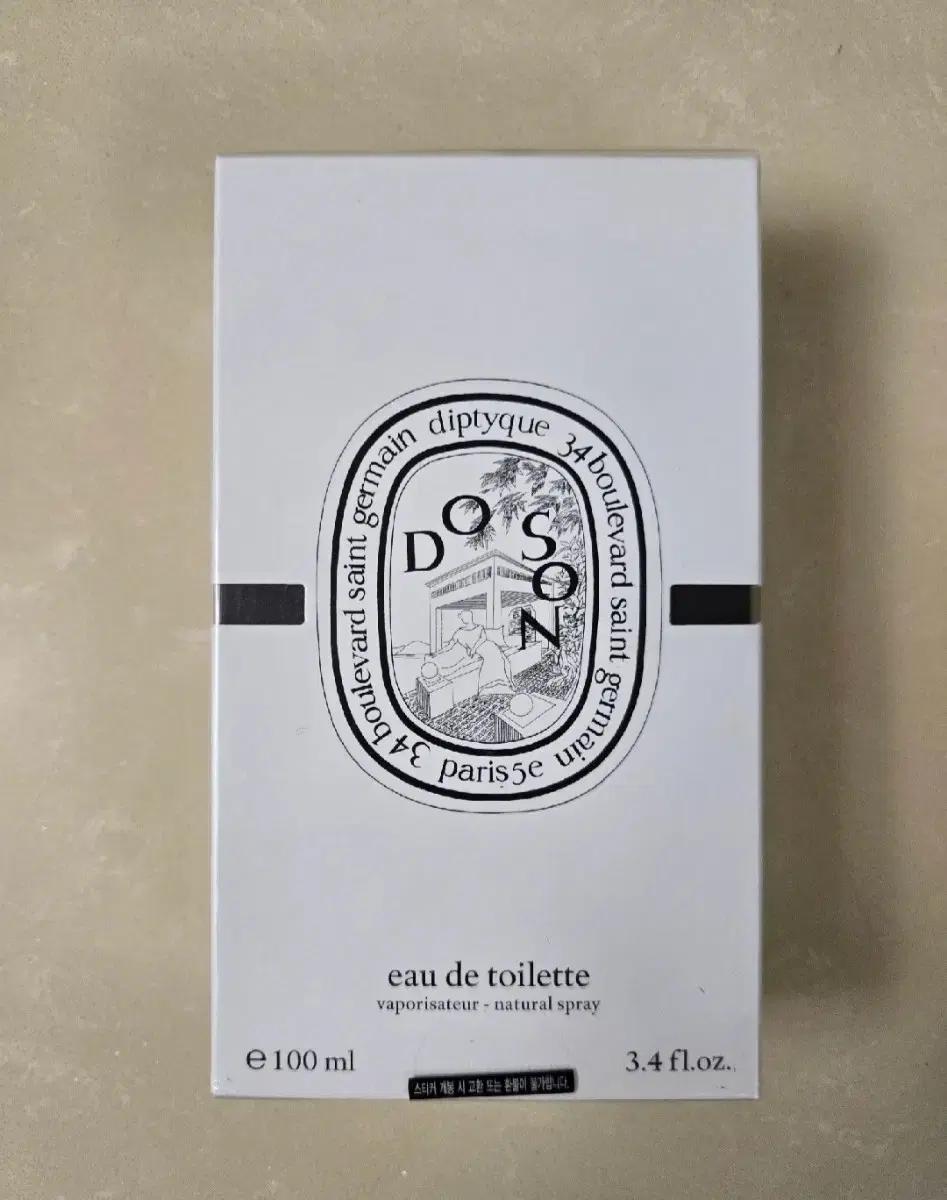 diptyque 34 boulevard saint germain paris 5e 34 boulevard saint germain
DO SON
eau de toilette
vaporisateur - natural spray
℮ 100 ml
3.4 fl.oz.
스티커 개봉 시 교환 또는 환불이 불가합니다.